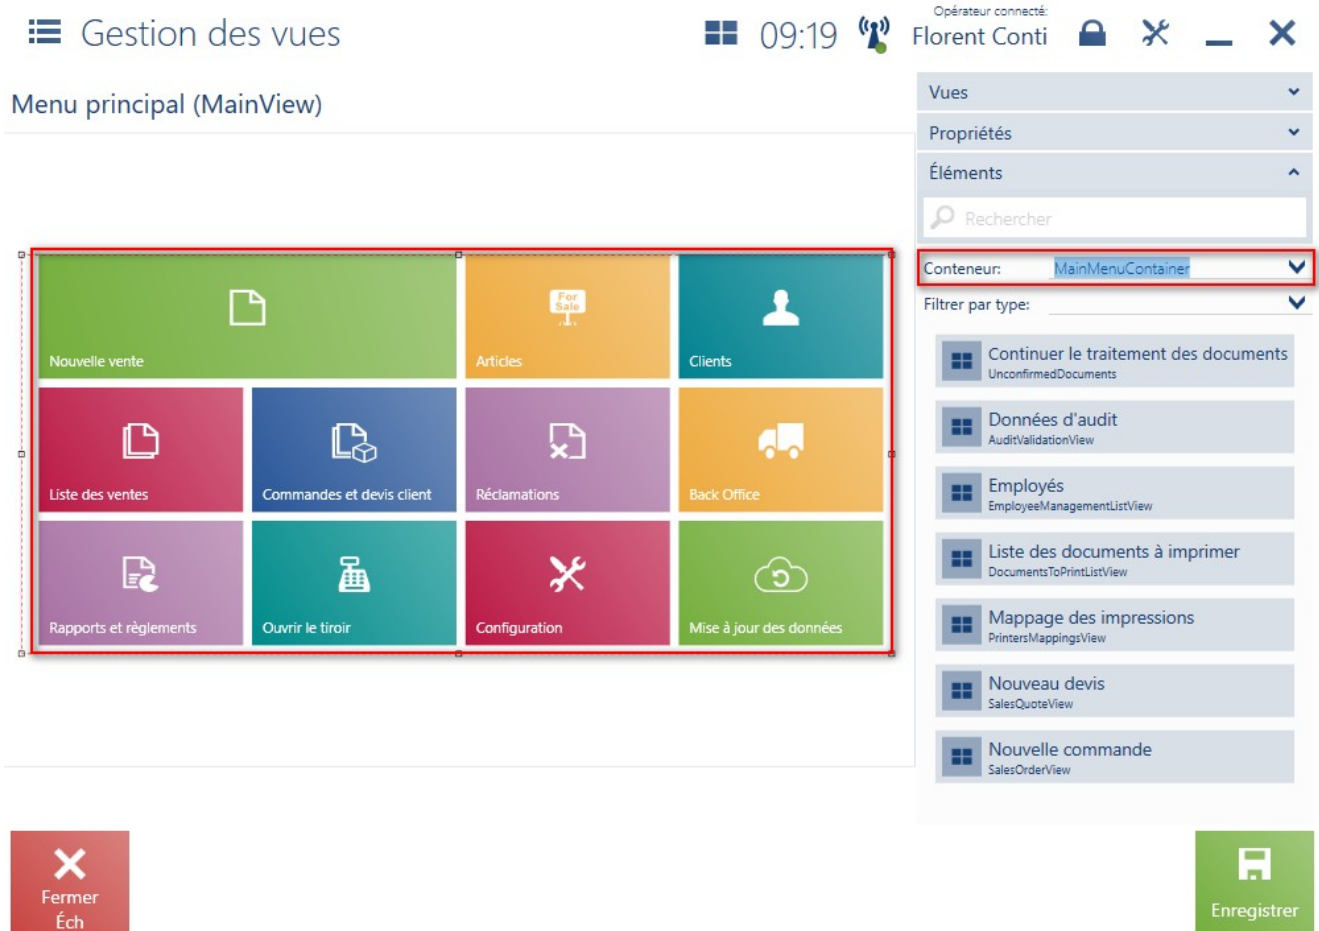 Gestion des vues
09:19
Opérateur connecté:
Florent Conti
Menu principal (MainView)
Vues
Propriétés
Éléments
Rechercher
Conteneur: MainMenuContainer
Filtrer par type:
Nouvelle vente
For
Sale
Articles
Clients
Liste des ventes
Commandes et devis client
Réclamations
Back Office
Rapports et règlements
Ouvrir le tiroir
Configuration
Mise à jour des données
Continuer le traitement des documents
UnconfirmedDocuments
Données d'audit
AuditValidationView
Employés
EmployeeManagementListView
Liste des documents à imprimer
DocumentsToPrintListView
Mappage des impressions
PrintersMappingsView
Nouveau devis
SalesQuoteView
Nouvelle commande
SalesOrderView
Fermer
Éch
Enregistrer